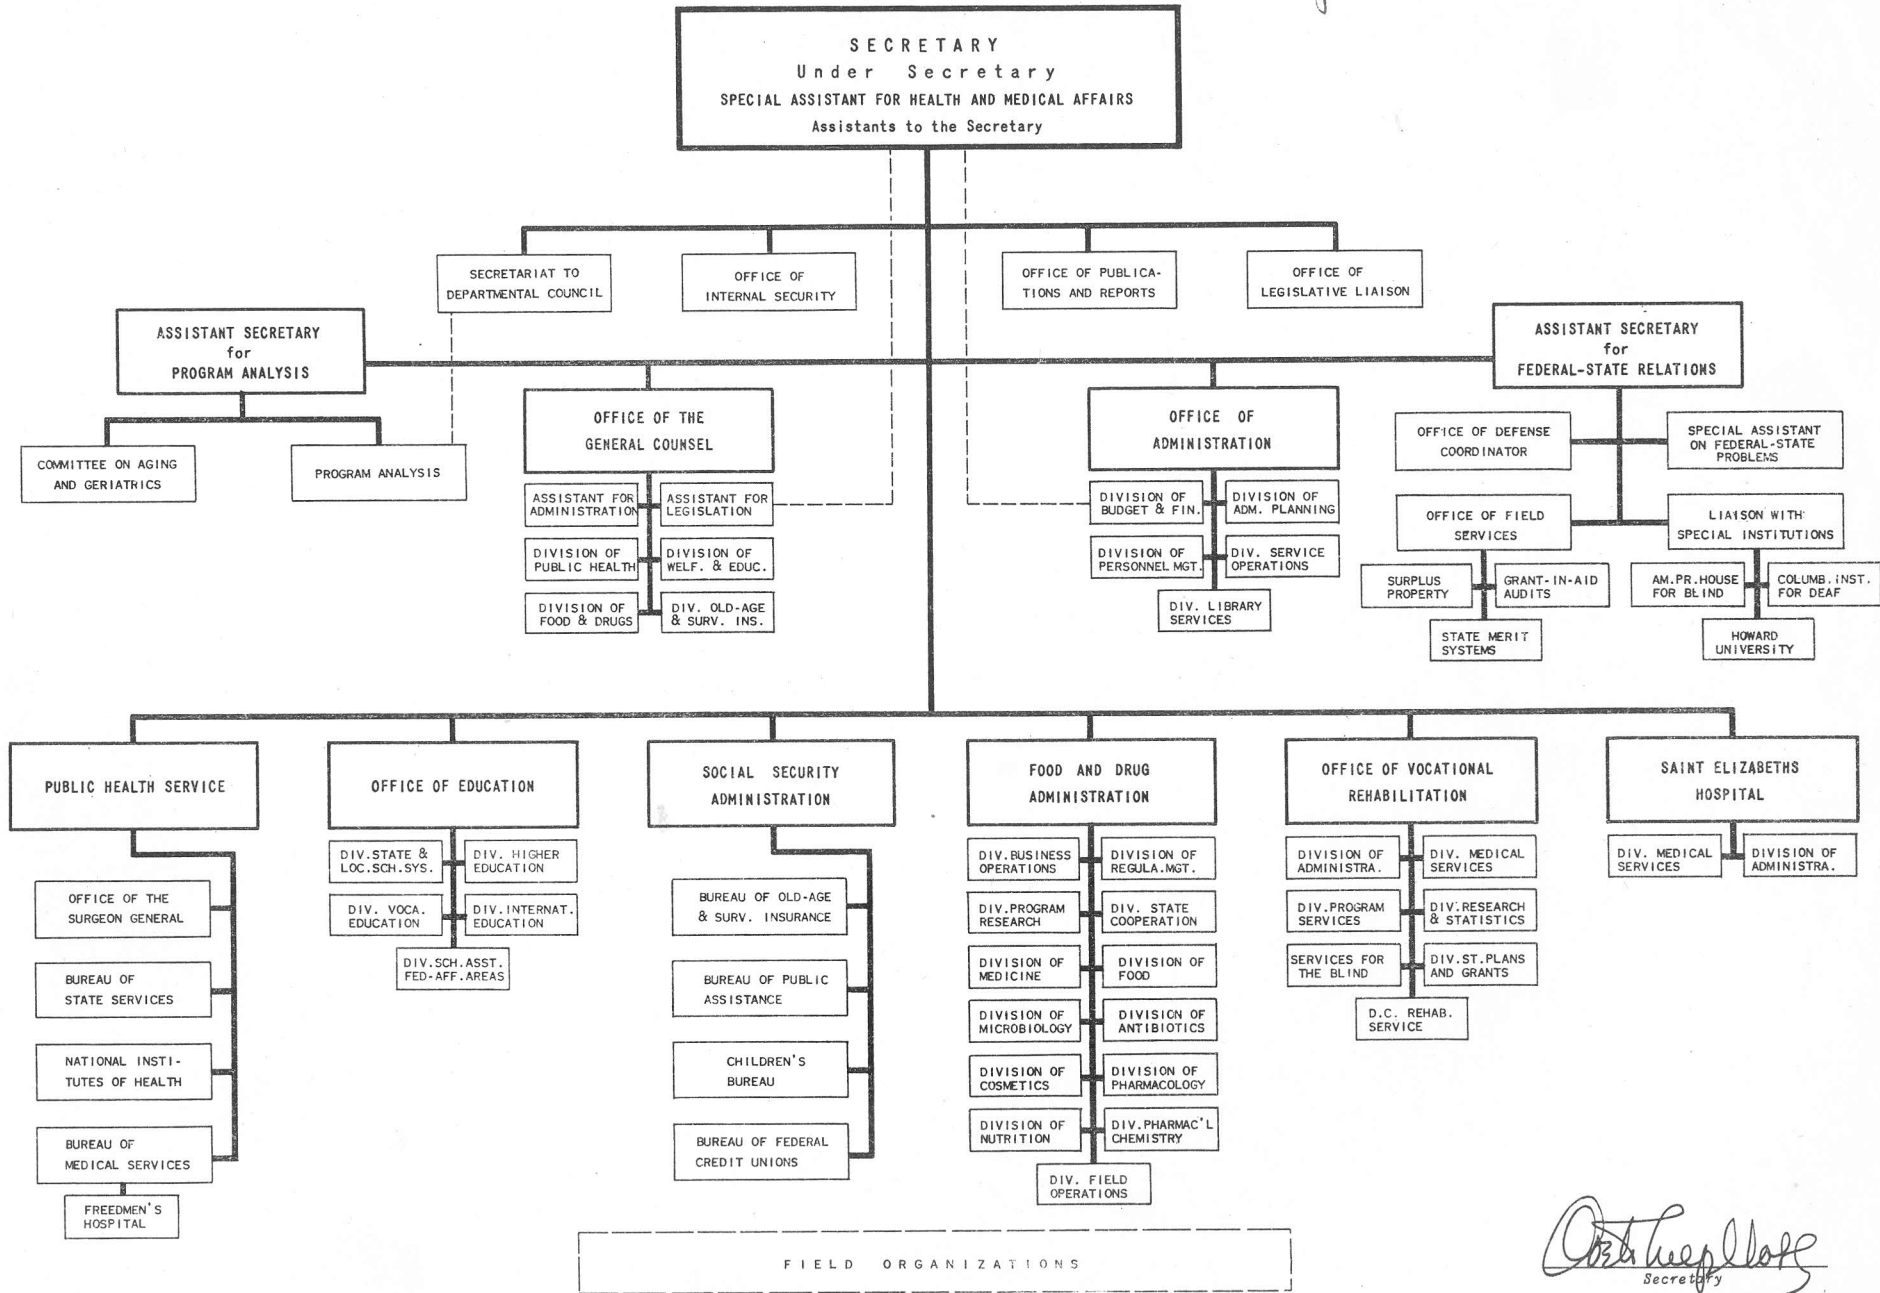 SECRETARY
Under Secretary
SPECIAL ASSISTANT FOR HEALTH AND MEDICAL AFFAIRS
Assistants to the Secretary
SECRETARIAT TO
DEPARTMENTAL COUNCIL
OFFICE OF
INTERNAL SECURITY
OFFICE OF PUBLICA-
TIONS AND REPORTS
OFFICE OF
LEGISLATIVE LIAISON
ASSISTANT SECRETARY
for
PROGRAM ANALYSIS
ASSISTANT SECRETARY
for
FEDERAL-STATE RELATIONS
COMMITTEE ON AGING
AND GERIATRICS
PROGRAM ANALYSIS
OFFICE OF THE
GENERAL COUNSEL
ASSISTANT FOR
ADMINISTRATION
ASSISTANT FOR
LEGISLATION
DIVISION OF
PUBLIC HEALTH
DIVISION OF
WELF. & EDUC.
DIVISION OF
FOOD & DRUGS
DIV. OLD-AGE
& SURV. INS.
OFFICE OF
ADMINISTRATION
DIVISION OF
BUDGET & FIN.
DIVISION OF
ADM. PLANNING
DIVISION OF
PERSONNEL MGT.
DIV. SERVICE
OPERATIONS
DIV. LIBRARY
SERVICES
OFFICE OF DEFENSE
COORDINATOR
SPECIAL ASSISTANT
ON FEDERAL-STATE
PROBLEMS
OFFICE OF FIELD
SERVICES
LIAISON WITH
SPECIAL INSTITUTIONS
SURPLUS
PROPERTY
GRANT-IN-AID
AUDITS
STATE MERIT
SYSTEMS
AM.PR.HOUSE
FOR BLIND
COLUMB.INST.
FOR DEAF
HOWARD
UNIVERSITY
PUBLIC HEALTH SERVICE
OFFICE OF THE
SURGEON GENERAL
BUREAU OF
STATE SERVICES
NATIONAL INSTI-
TUTES OF HEALTH
BUREAU OF
MEDICAL SERVICES
FREEDMEN'S
HOSPITAL
OFFICE OF EDUCATION
DIV.STATE &
LOC.SCH.SYS.
DIV. HIGHER
EDUCATION
DIV. VOCA.
EDUCATION
DIV.INTERNAT.
EDUCATION
DIV.SCH.ASST.
FED-AFF.AREAS
SOCIAL SECURITY
ADMINISTRATION
BUREAU OF OLD-AGE
& SURV. INSURANCE
BUREAU OF PUBLIC
ASSISTANCE
CHILDREN'S
BUREAU
BUREAU OF FEDERAL
CREDIT UNIONS
FOOD AND DRUG
ADMINISTRATION
DIV.BUSINESS
OPERATIONS
DIVISION OF
REGULA.MGT.
DIV.PROGRAM
RESEARCH
DIV. STATE
COOPERATION
DIVISION OF
MEDICINE
DIVISION OF
FOOD
DIVISION OF
MICROBIOLOGY
DIVISION OF
ANTIBIOTICS
DIVISION OF
COSMETICS
DIVISION OF
PHARMACOLOGY
DIVISION OF
NUTRITION
DIV.PHARMAC'L
CHEMISTRY
DIV. FIELD
OPERATIONS
OFFICE OF VOCATIONAL
REHABILITATION
DIVISION OF
ADMINISTRA.
DIV. MEDICAL
SERVICES
DIV.PROGRAM
SERVICES
DIV.RESEARCH
& STATISTICS
SERVICES FOR
THE BLIND
DIV.ST.PLANS
AND GRANTS
D.C. REHAB.
SERVICE
SAINT ELIZABETHS
HOSPITAL
DIV. MEDICAL
SERVICES
DIVISION OF
ADMINISTRA.
FIELD ORGANIZATIONS
Secretary